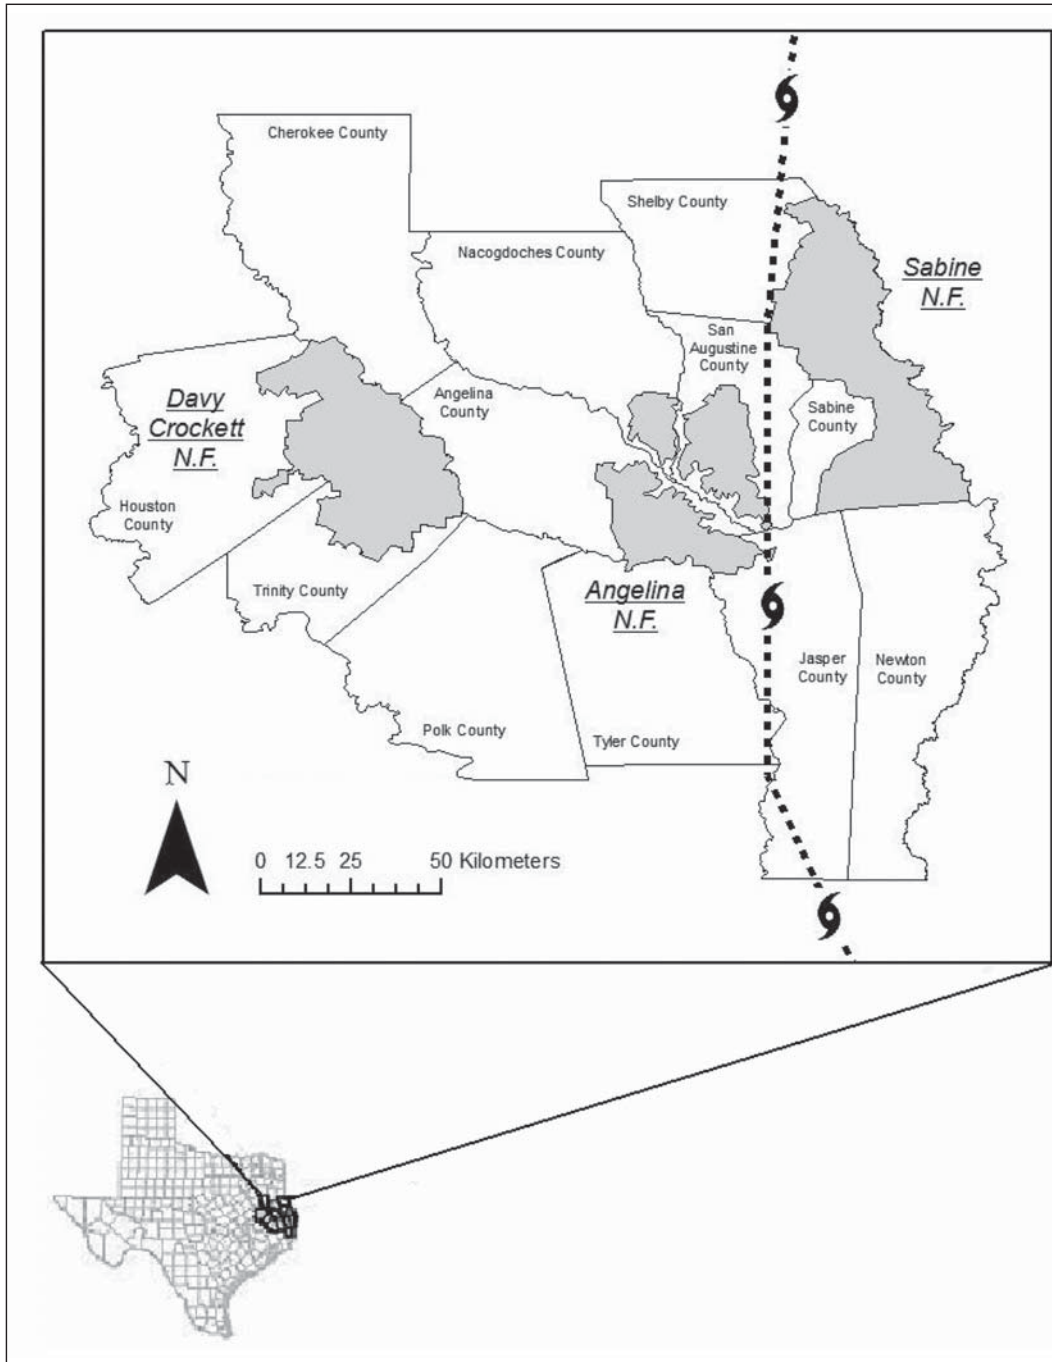 Cherokee County
Shelby County
Nacogdoches County
Sabine
N.F.
San
Augustine
County
Davy
Crockett
N.F.
Angelina
County
Sabine
County
Houston
County
Trinity County
Angelina
N.F.
Jasper
County
Newton
County
Polk County
Tyler County
N
0 12.5 25 50 Kilometers